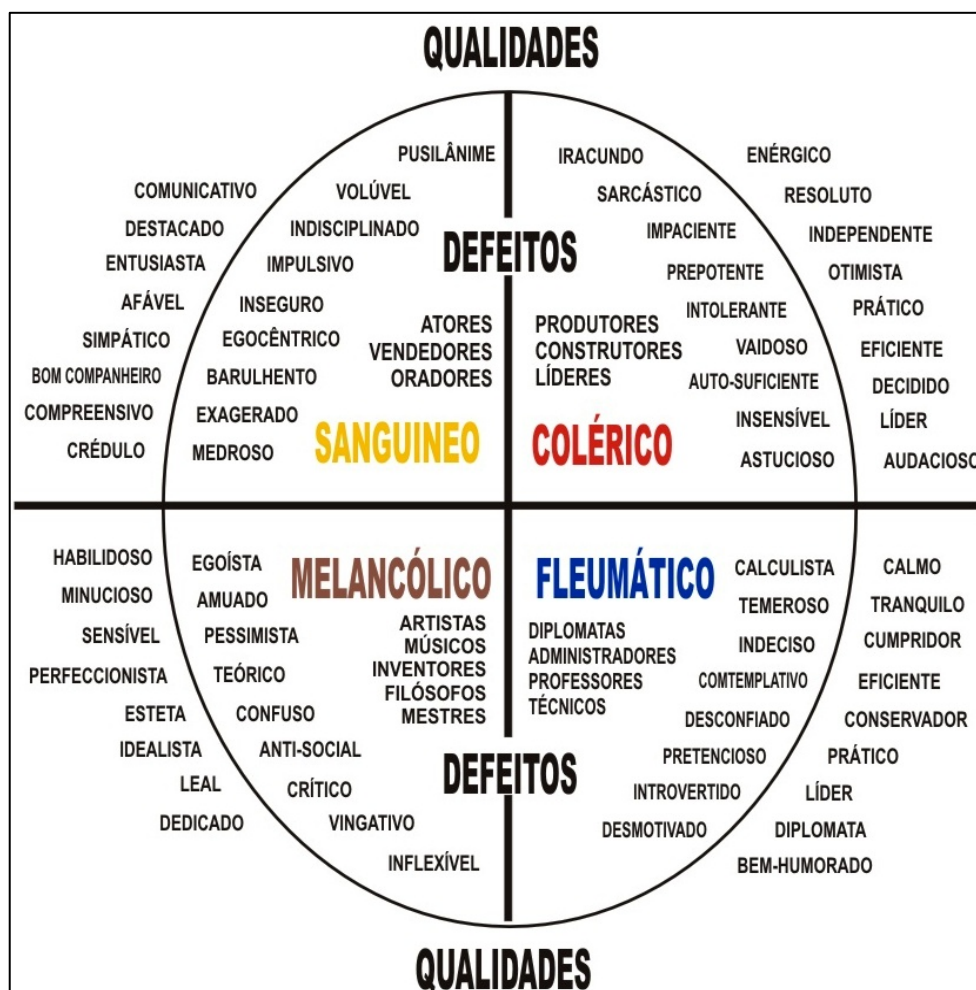 QUALIDADES
COMUNICATIVO
DESTACADO
ENTUSIASTA
AFÁVEL
SIMPÁTICO
BOM COMPANHEIRO
COMPREENSIVO
CRÉDULO
PUSILÂNIME
VOLÚVEL
INDISCIPLINADO
IMPULSIVO
INSEGURO
EGOCÊNTRICO
BARULHENTO
EXAGERADO
MEDROSO
DEFEITOS
ATORES
VENDEDORES
ORADORES
SANGUINEO
PRODUTORES
CONSTRUTORES
LÍDERES
COLÉRICO
IRACUNDO
SARCÁSTICO
IMPACIENTE
PREPOTENTE
INTOLERANTE
VAIDOSO
AUTO-SUFICIENTE
INSENSÍVEL
ASTUCIOSO
ENÉRGICO
RESOLUTO
INDEPENDENTE
OTIMISTA
PRÁTICO
EFICIENTE
DECIDIDO
LÍDER
AUDACIOSO
HABILIDOSO
MINUCIOSO
SENSÍVEL
PERFECCIONISTA
ESTETA
IDEALISTA
LEAL
DEDICADO
EGOÍSTA
AMUADO
PESSIMISTA
TEÓRICO
CONFUSO
ANTI-SOCIAL
CRÍTICO
VINGATIVO
INFLEXÍVEL
MELANCÓLICO
ARTISTAS
MÚSICOS
INVENTORES
FILÓSOFOS
MESTRES
FLEUMÁTICO
DIPLOMATAS
ADMINISTRADORES
PROFESSORES
TÉCNICOS
DEFEITOS
CALCULISTA
TEMEROSO
INDECISO
COMTEMPLATIVO
DESCONFIADO
PRETENCIOSO
INTROVERTIDO
DESMOTIVADO
CALMO
TRANQUILO
CUMPRIDOR
EFICIENTE
CONSERVADOR
PRÁTICO
LÍDER
DIPLOMATA
BEM-HUMORADO
QUALIDADES